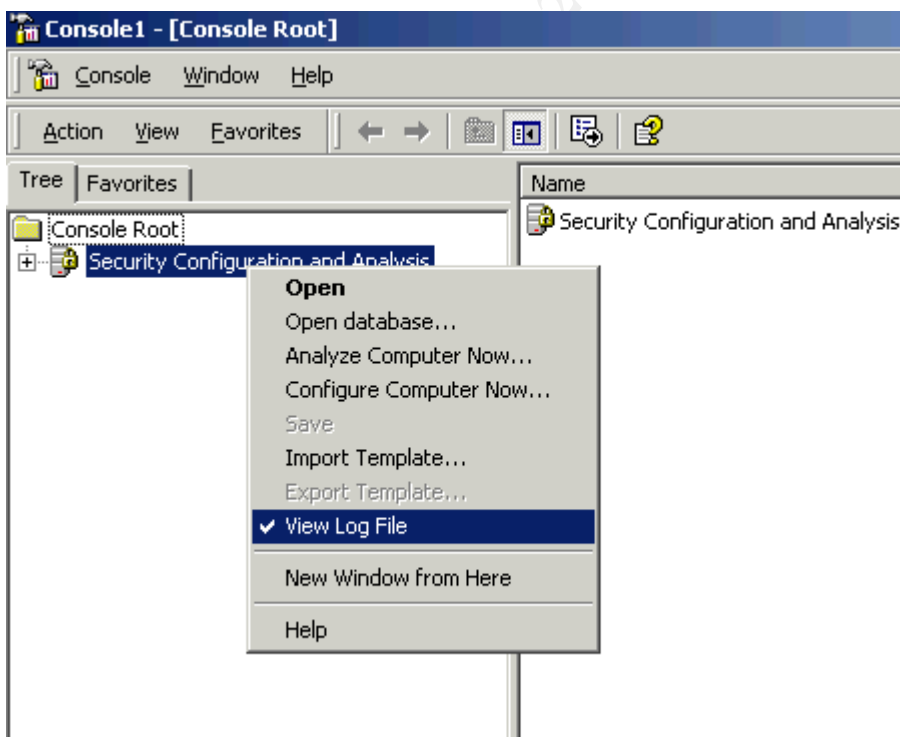 Console1 - [Console Root]
Console Window Help
Action View Favorites
Tree Favorites
Name
Console Root
Security Configuration and Analysis
Security Configuration and Analysis
Open
Open database...
Analyze Computer Now...
Configure Computer Now...
Save
Import Template...
Export Template...
View Log File
New Window from Here
Help